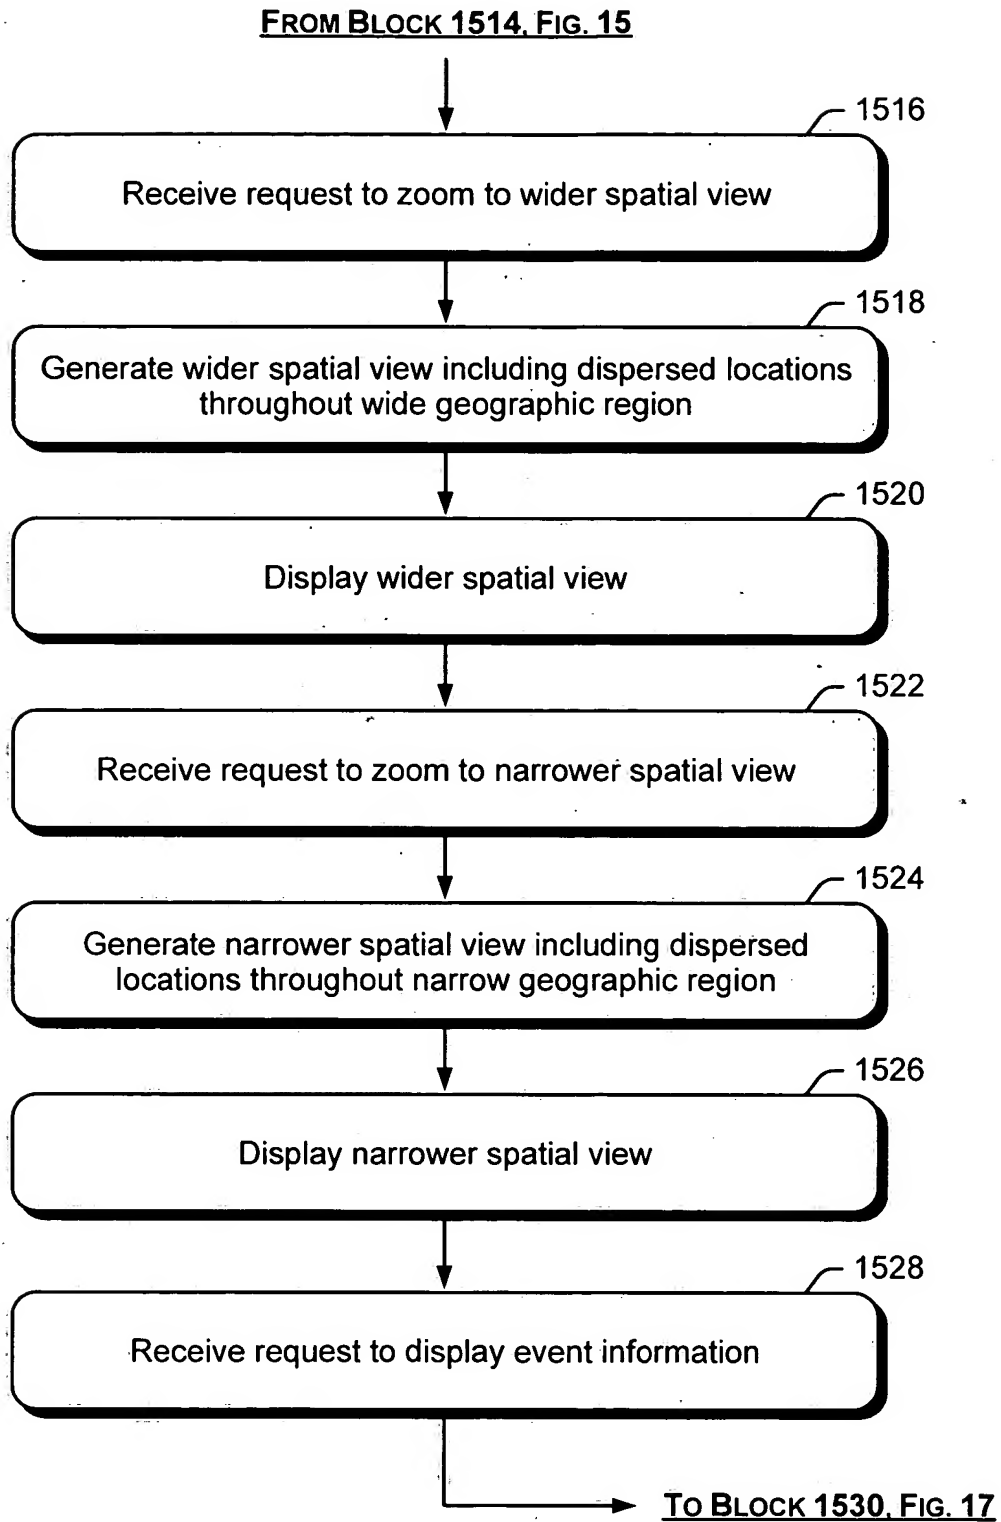 FROM BLOCK 1514, FIG. 15
1516
Receive request to zoom to wider spatial view
1518
Generate wider spatial view including dispersed locations
throughout wide geographic region
1520
Display wider spatial view
1522
Receive request to zoom to narrower spatial view
1524
Generate narrower spatial view including dispersed
locations throughout narrow geographic region
1526
Display narrower spatial view
1528
Receive request to display event information
TO BLOCK 1530, FIG. 17